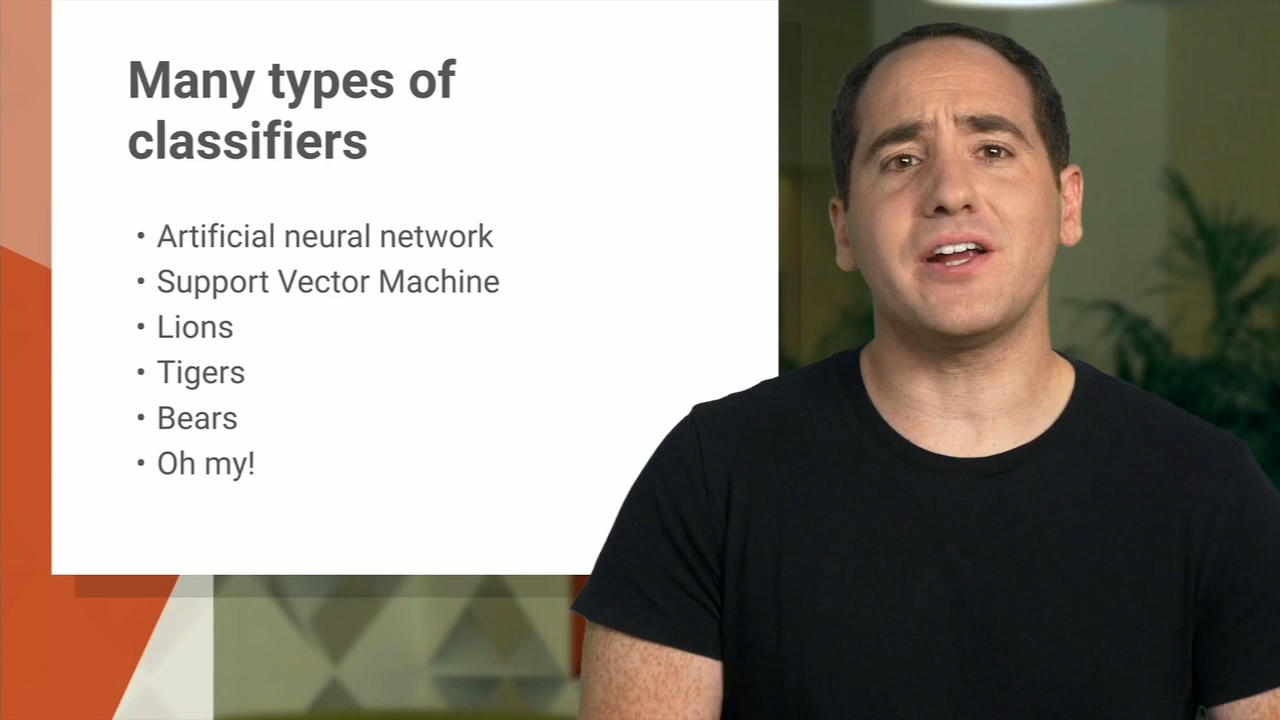 Many types of
classifiers
• Artificial neural network
• Support Vector Machine
• Lions
• Tigers
• Bears
• Oh my!